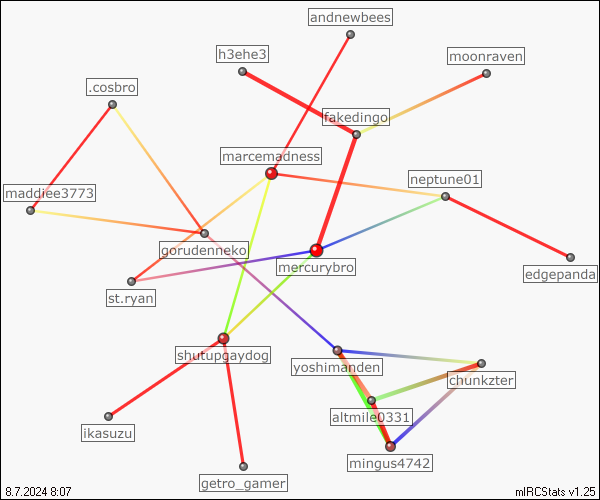 andnewbees
h3ehe3
moonraven
.cosbro
fakedingo
marcemadness
neptune01
maddiee3773
gorudenneko
mercurybro
edgepanda
st.ryan
shutupgaydog
yoshimanden
chunkzter
altmile0331
ikasuzu
mingus4742
getro_gamer
8.7.2024 8:07
mIRCStats v1.25